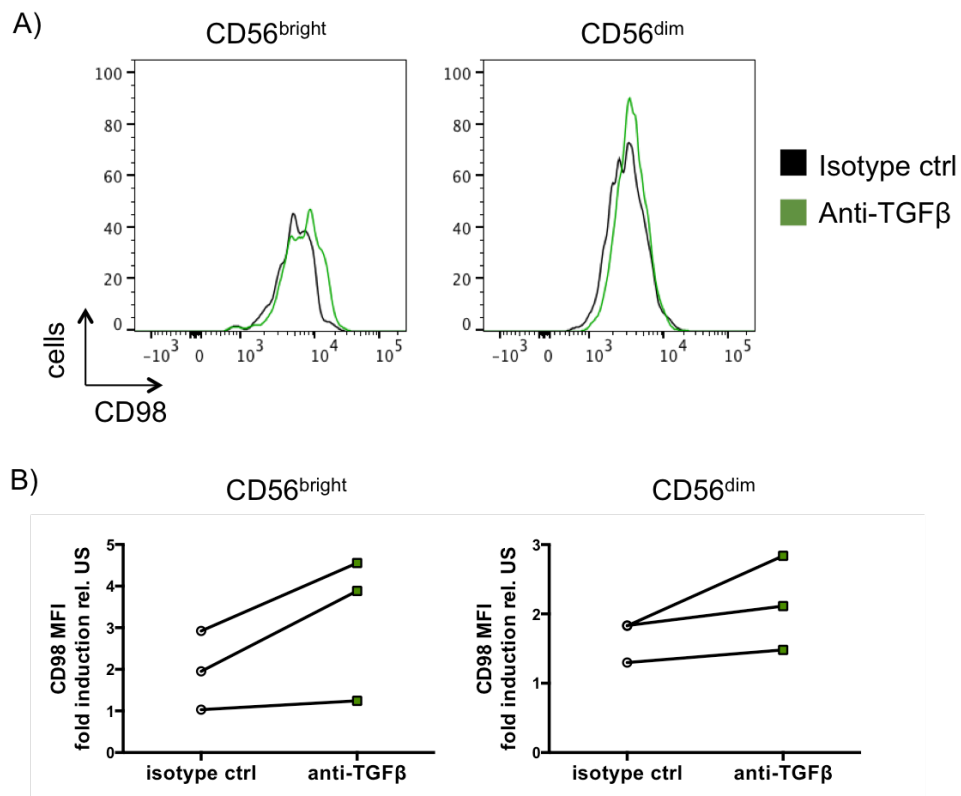 A)
CD56bright
CD56dim
100
80
60
40
20
0
-10³ 0 10³ 10⁴ 10⁵
100
80
60
40
20
0
-10³ 0 10³ 10⁴ 10⁵
Isotype ctrl
Anti-TGFβ
cells
CD98
B)
CD56bright
CD56dim
CD98 MFI
fold induction rel. US
5
4
3
2
1
0
isotype ctrl anti-TGFβ
CD98 MFI
fold induction rel. US
3
2
1
0
isotype ctrl anti-TGFβ